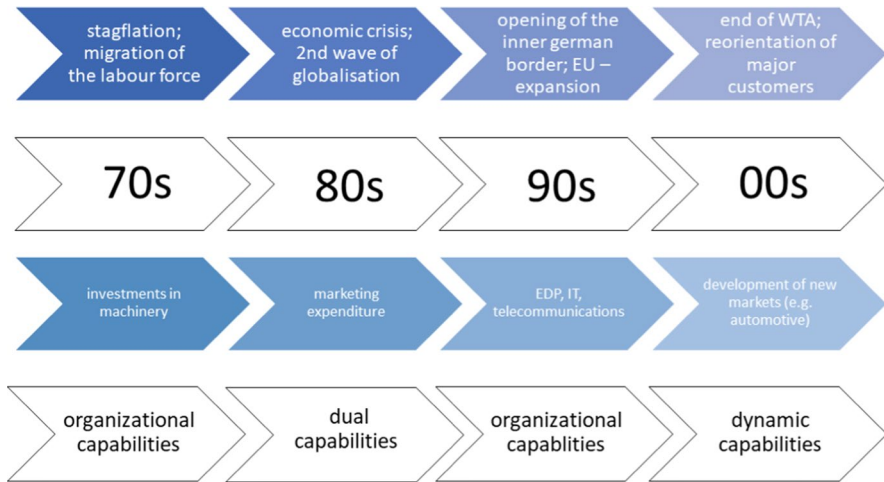 stagflation;
migration of
the labour force
economic crisis;
2nd wave of
globalisation
opening of the
inner german
border; EU –
expansion
end of WTA;
reorientation of
major
customers
70s
80s
90s
00s
investments in
machinery
marketing
expenditure
EDP, IT,
telecommunications
development of new
markets (e.g.
automotive)
organizational
capabilities
dual
capabilities
organizational
capablities
dynamic
capabilities